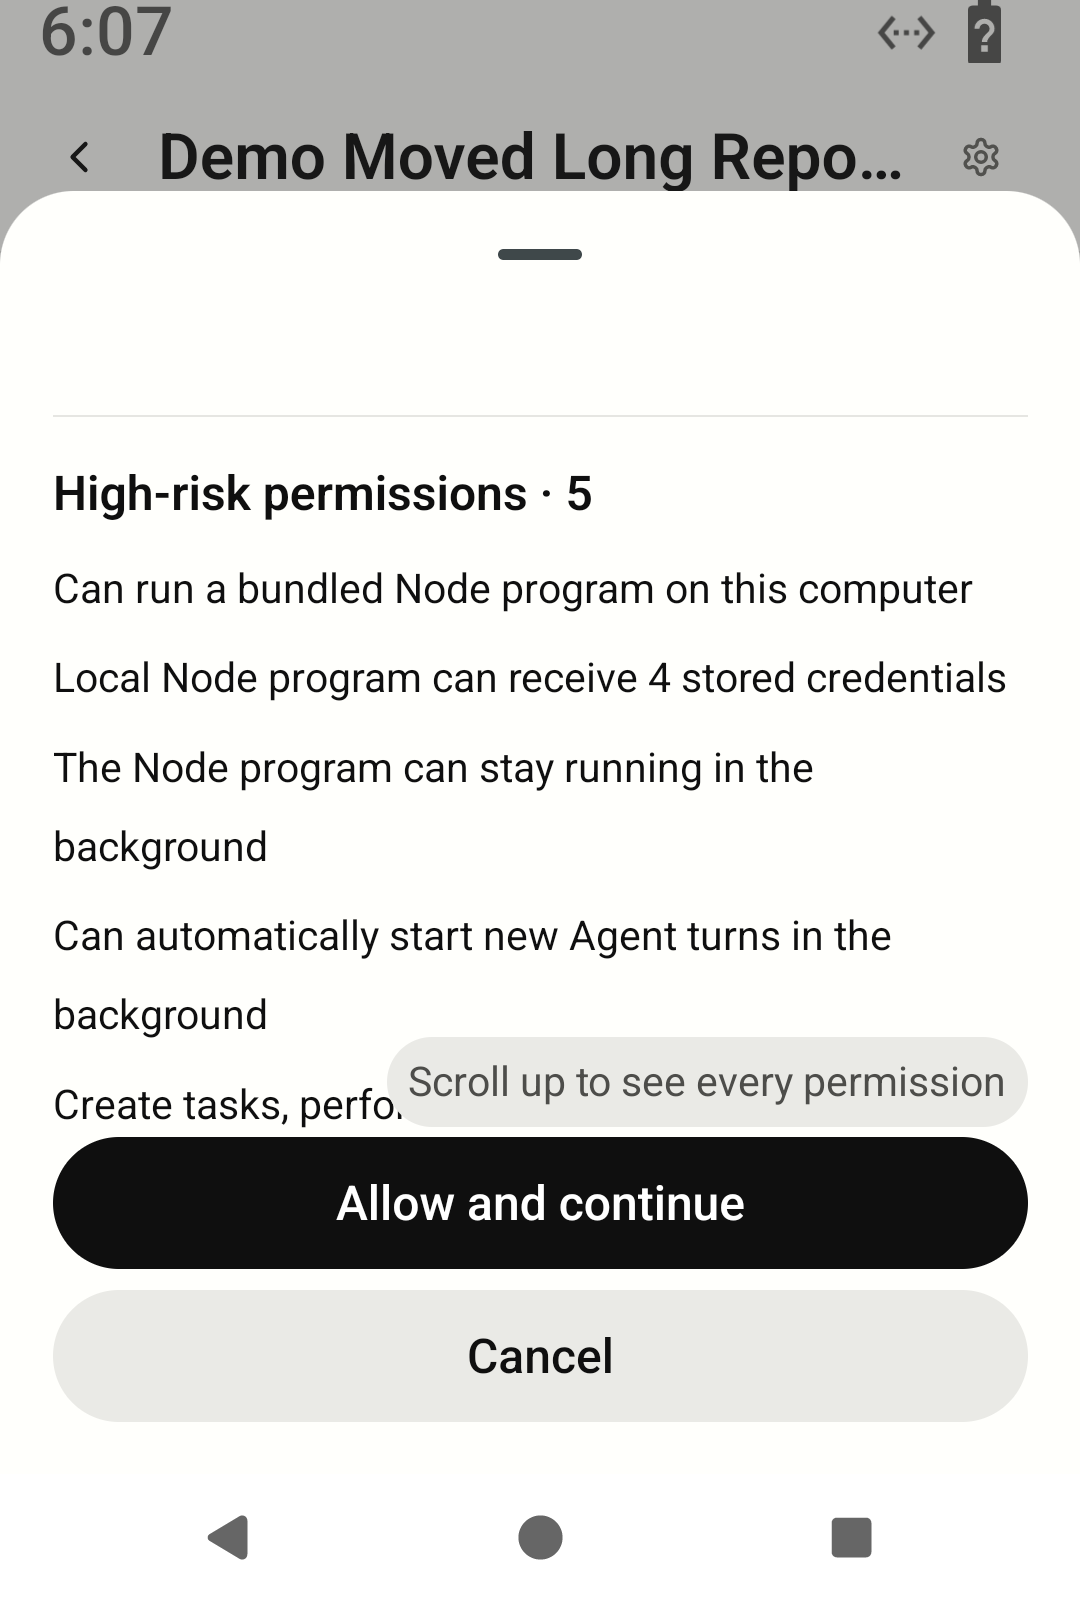 6:07
Demo Moved Long Repo…
High-risk permissions · 5
Can run a bundled Node program on this computer
Local Node program can receive 4 stored credentials
The Node program can stay running in the
background
Can automatically start new Agent turns in the
background
Create tasks,
Scroll up to see every permission
Allow and continue
Cancel